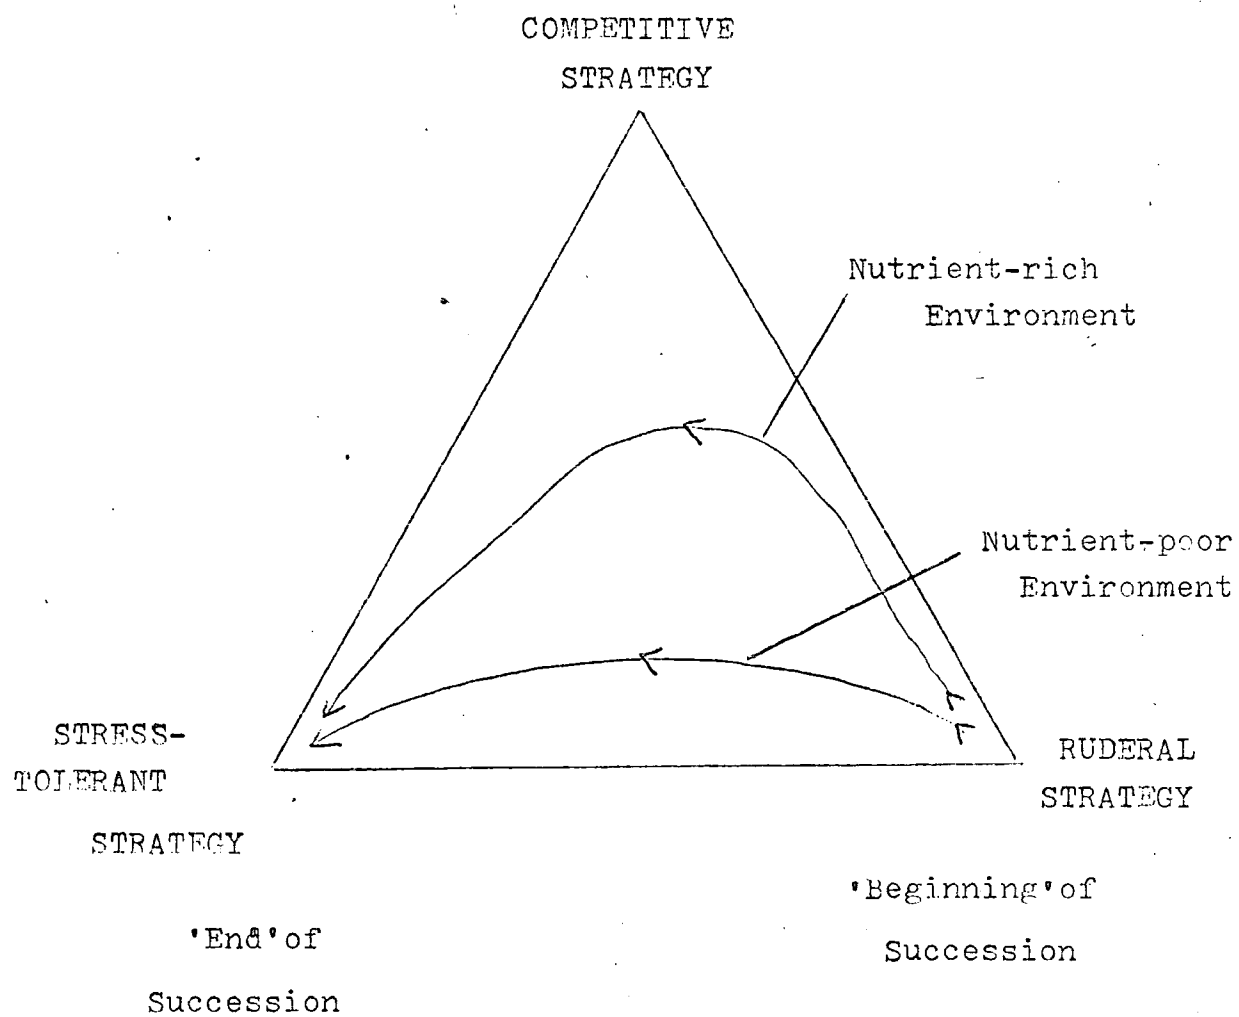 COMPETITIVE
STRATEGY
Nutrient-rich
Environment
Nutrient-poor
Environment
STRESS-
TOLERANT
STRATEGY
RUDERAL
STRATEGY
'Beginning'of
Succession
'End'of
Succession